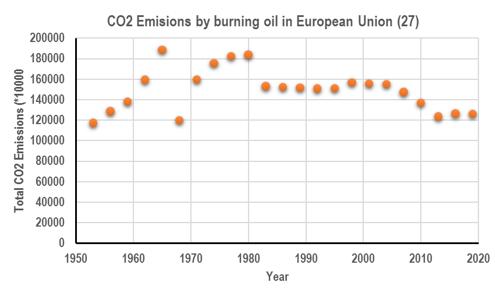 CO2 Emisions by burning oil in European Union (27)
Total CO2 Emissions (*10000
200000
180000
160000
140000
120000
100000
80000
60000
40000
20000
0
1950 1960 1970 1980 1990 2000 2010 2020
Year